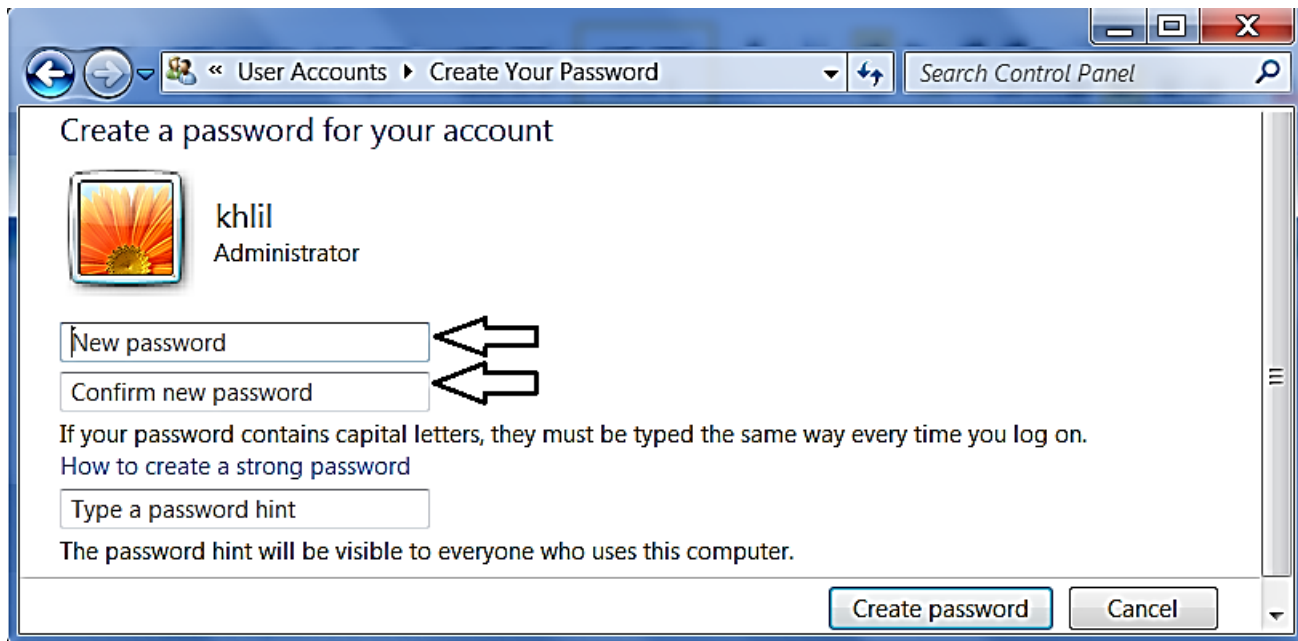 « User Accounts ▸ Create Your Password
Search Control Panel
Create a password for your account
khlil
Administrator
New password
Confirm new password
If your password contains capital letters, they must be typed the same way every time you log on.
How to create a strong password
Type a password hint
The password hint will be visible to everyone who uses this computer.
Create password
Cancel